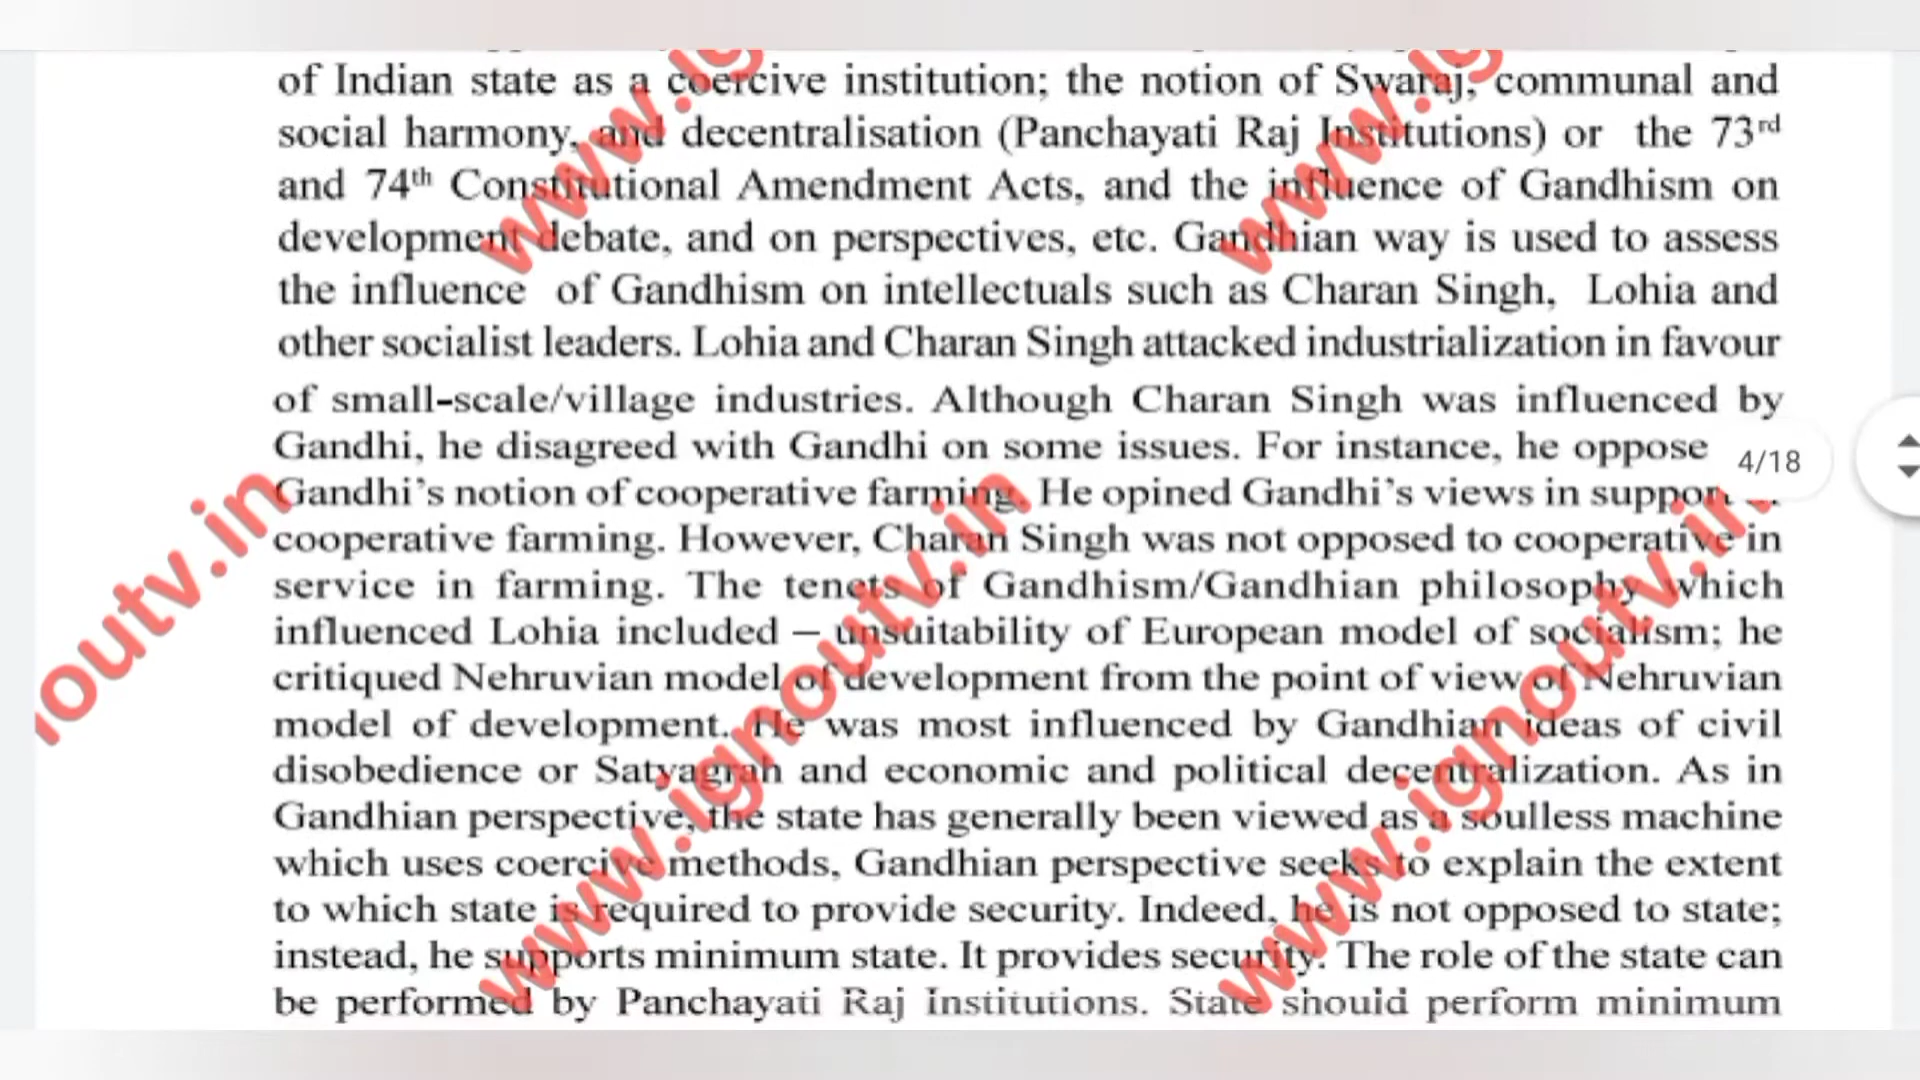 of Indian state as a coercive institution; the notion of Swaraj, communal and
social harmony, and decentralisation (Panchayati Raj Institutions) or the 73rd
and 74th Constitutional Amendment Acts, and the influence of Gandhism on
development debate, and on perspectives, etc. Gandhian way is used to assess
the influence of Gandhism on intellectuals such as Charan Singh, Lohia and
other socialist leaders. Lohia and Charan Singh attacked industrialization in favour
of small-scale/village industries. Although Charan Singh was influenced by
Gandhi, he disagreed with Gandhi on some issues. For instance, he oppose
4/18
Gandhi's notion of cooperative farming. He opined Gandhi's views in support
cooperative farming. However, Charan Singh was not opposed to cooperative in
service in farming. The tenets of Gandhism/Gandhian philosophy which
influenced Lohia included – unsuitability of European model of socialism; he
critiqued Nehruvian model of development from the point of view of Nehruvian
model of development. He was most influenced by Gandhian ideas of civil
disobedience or Satyagrah and economic and political decentralization. As in
Gandhian perspective, the state has generally been viewed as a soulless machine
which uses coercive methods, Gandhian perspective seeks to explain the extent
to which state is required to provide security. Indeed, he is not opposed to state;
instead, he supports minimum state. It provides security. The role of the state can
be performed by Panchayati Raj Institutions. State should perform minimum
www.ig
www.ig
noutv.in
www.ignoutv.in
www.ignoutv.in